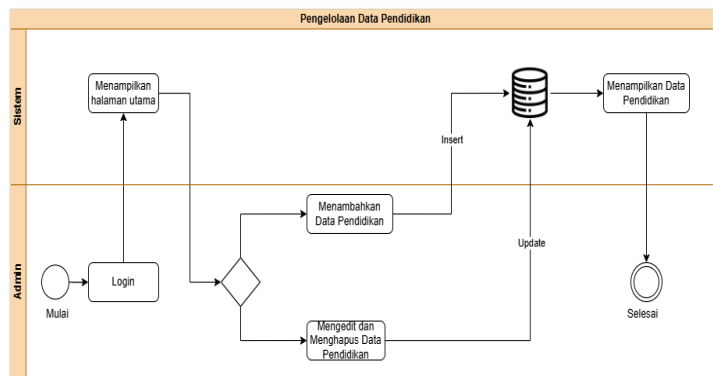 Pengelolaan Data Pendidikan
Sistem
Menampilkan
halaman utama
Menampilkan Data
Pendidikan
Insert
Admin
Menambahkan
Data Pendidikan
Update
Login
Mulai
Mengedit dan
Menghapus Data
Pendidikan
Selesai